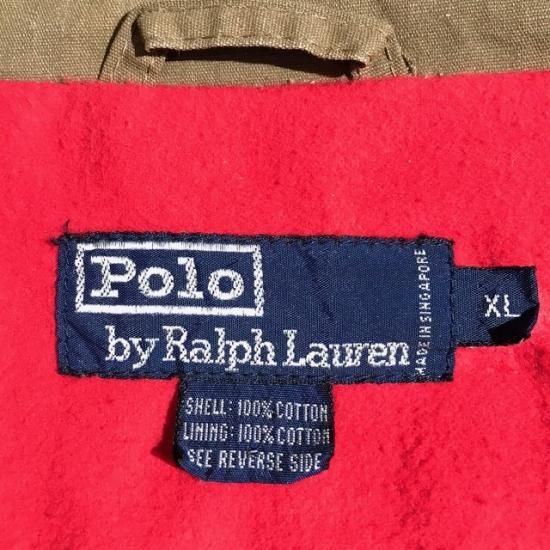 Polo
by Ralph Lauren
MADE IN SINGAPORE
XL
SHELL: 100% COTTON
LINING: 100% COTTON
SEE REVERSE SIDE